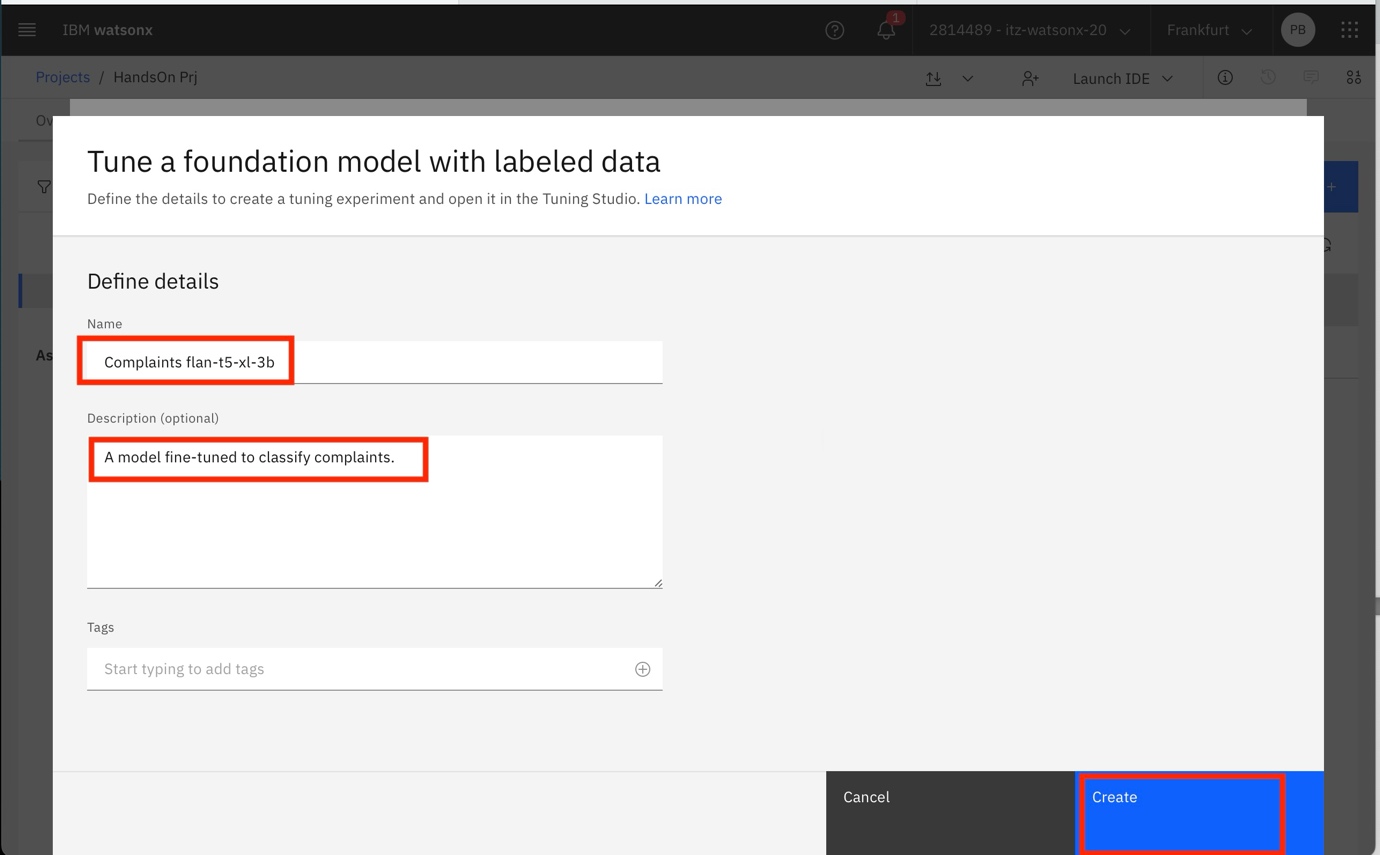 IBM watsonx
1
2814489 - itz-watsonx-20
Frankfurt
PB
Projects / HandsOn Prj
Launch IDE
Ov
Tune a foundation model with labeled data
Define the details to create a tuning experiment and open it in the Tuning Studio. Learn more
Define details
Name
As
Complaints flan-t5-xl-3b
Description (optional)
A model fine-tuned to classify complaints.
Tags
Start typing to add tags
Cancel
Create